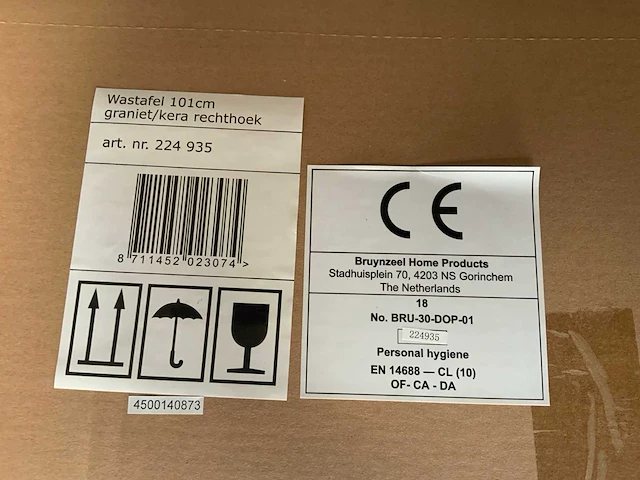 Wastafel 101cm
graniet/kera rechthoek
art. nr. 224 935
8 711452 023074 >
4500140873
CE
Bruynzeel Home Products
Stadhuisplein 70, 4203 NS Gorinchem
The Netherlands
18
No. BRU-30-DOP-01
224935
Personal hygiene
EN 14688 — CL (10)
OF- CA - DA